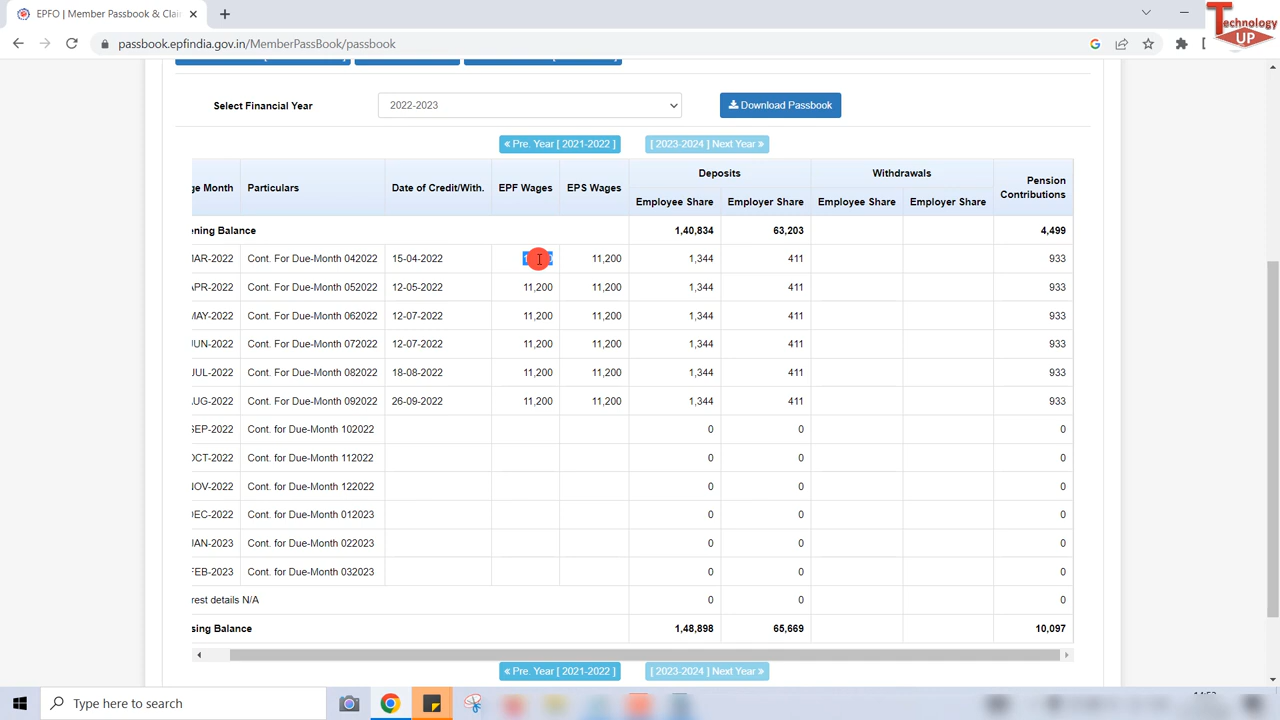 EPFO | Member Passbook & Clai
Technology
UP
passbook.epfindia.gov.in/MemberPassBook/passbook
Select Financial Year 2022-2023 Download Passbook
« Pre. Year [ 2021-2022 ] [ 2023-2024 ] Next Year »
Deposits Withdrawals
ge Month Particulars Date of Credit/With. EPF Wages EPS Wages Employee Share Employer Share Employee Share Employer Share Pension Contributions
ening Balance 1,40,834 63,203 4,499
MAR-2022 Cont. For Due-Month 042022 15-04-2022 11,200 1,344 411 933
APR-2022 Cont. For Due-Month 052022 12-05-2022 11,200 11,200 1,344 411 933
MAY-2022 Cont. For Due-Month 062022 12-07-2022 11,200 11,200 1,344 411 933
JUN-2022 Cont. For Due-Month 072022 12-07-2022 11,200 11,200 1,344 411 933
JUL-2022 Cont. For Due-Month 082022 18-08-2022 11,200 11,200 1,344 411 933
UG-2022 Cont. For Due-Month 092022 26-09-2022 11,200 11,200 1,344 411 933
SEP-2022 Cont. for Due-Month 102022 0 0 0
OCT-2022 Cont. for Due-Month 112022 0 0 0
NOV-2022 Cont. for Due-Month 122022 0 0 0
DEC-2022 Cont. for Due-Month 012023 0 0 0
JAN-2023 Cont. for Due-Month 022023 0 0 0
FEB-2023 Cont. for Due-Month 032023 0 0 0
rest details N/A 0 0 0
sing Balance 1,48,898 65,669 10,097
« Pre. Year [ 2021-2022 ] [ 2023-2024 ] Next Year »
Type here to search